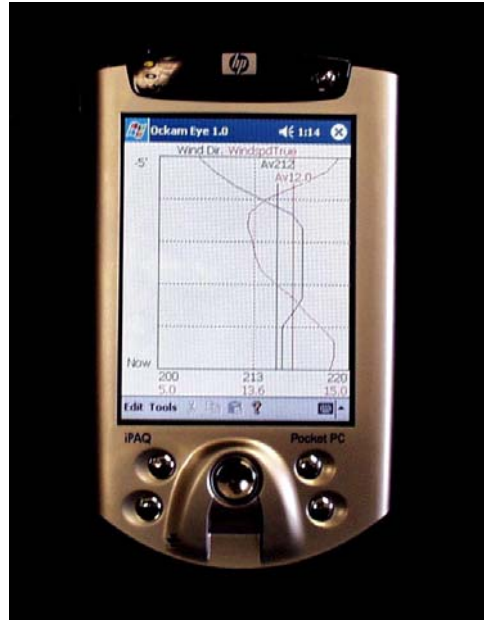 hp
Ockam Eye 1.0 1:14
Wind Dir. WindspdTrue
-5' Av212
Av12.0
Now
200 213 220
5.0 13.6 15.0
Edit Tools ?
iPAQ Pocket PC